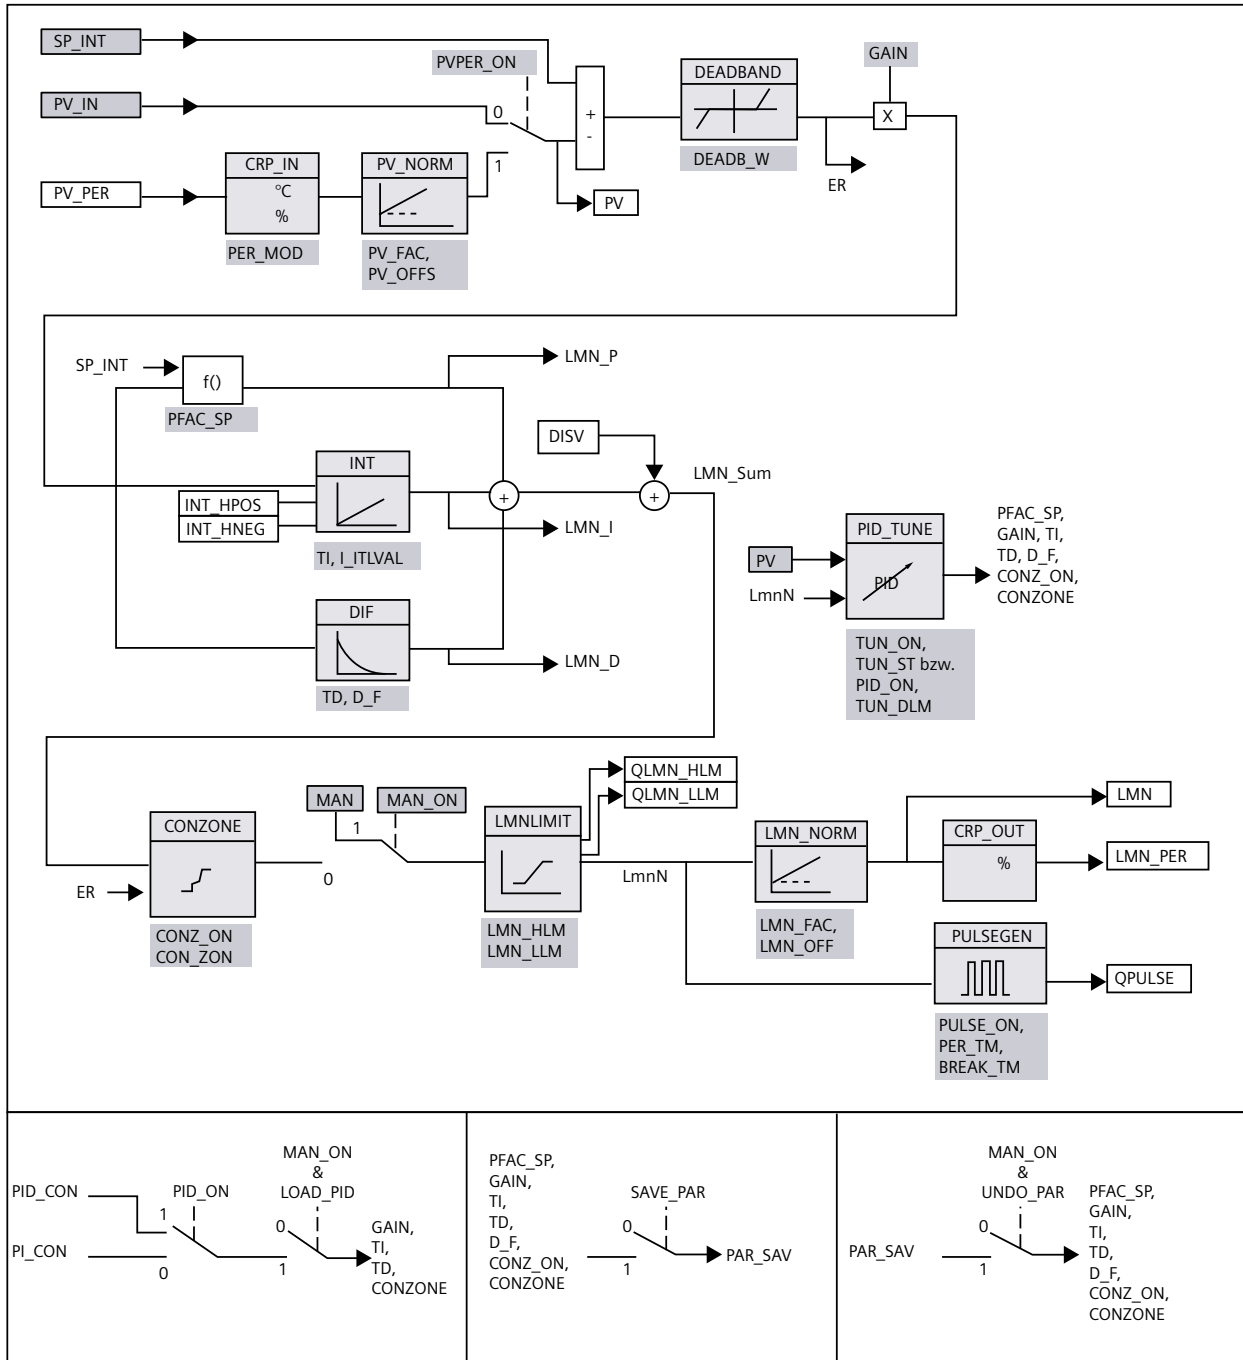 SP_INT
PVPER_ON
GAIN
DEADBAND
PV_IN
0
+
-
X
DEADB_W
ER
1
CRP_IN
°C
%
PV_NORM
PV_PER
PV
PER_MOD
PV_FAC,
PV_OFFS
SP_INT
f()
PFAC_SP
LMN_P
DISV
LMN_Sum
INT
INT_HPOS
INT_HNEG
+
+
LMN_I
TI, I_ITLVAL
PID_TUNE
PV
LmnN
PID
PFAC_SP,
GAIN, TI,
TD, D_F,
CONZ_ON,
CONZONE
DIF
LMN_D
TD, D_F
TUN_ON,
TUN_ST bzw.
PID_ON,
TUN_DLM
QLMN_HLM
QLMN_LLM
MAN
MAN_ON
1
0
CONZONE
ER
CONZ_ON
CON_ZON
LMNLIMIT
LMN_HLM
LMN_LLM
LmnN
LMN_NORM
LMN_FAC,
LMN_OFF
CRP_OUT
%
LMN
LMN_PER
PULSEGEN
QPULSE
PULSE_ON,
PER_TM,
BREAK_TM
PID_CON
PI_CON
1
0
PID_ON
MAN_ON
&
LOAD_PID
0
1
GAIN,
TI,
TD,
CONZONE
PFAC_SP,
GAIN,
TI,
TD,
D_F,
CONZ_ON,
CONZONE
SAVE_PAR
0
1
PAR_SAV
PAR_SAV
MAN_ON
&
UNDO_PAR
0
1
PFAC_SP,
GAIN,
TI,
TD,
D_F,
CONZ_ON,
CONZONE